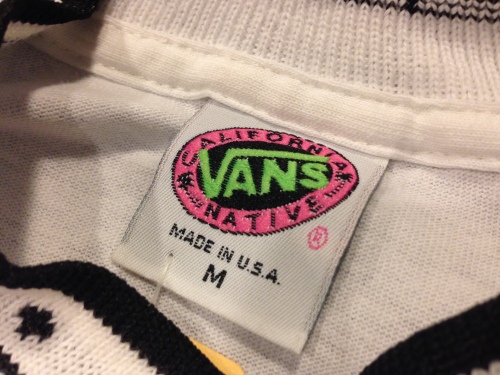 CALIFORNIA
VANS
NATIVE
®
MADE IN U.S.A.
M